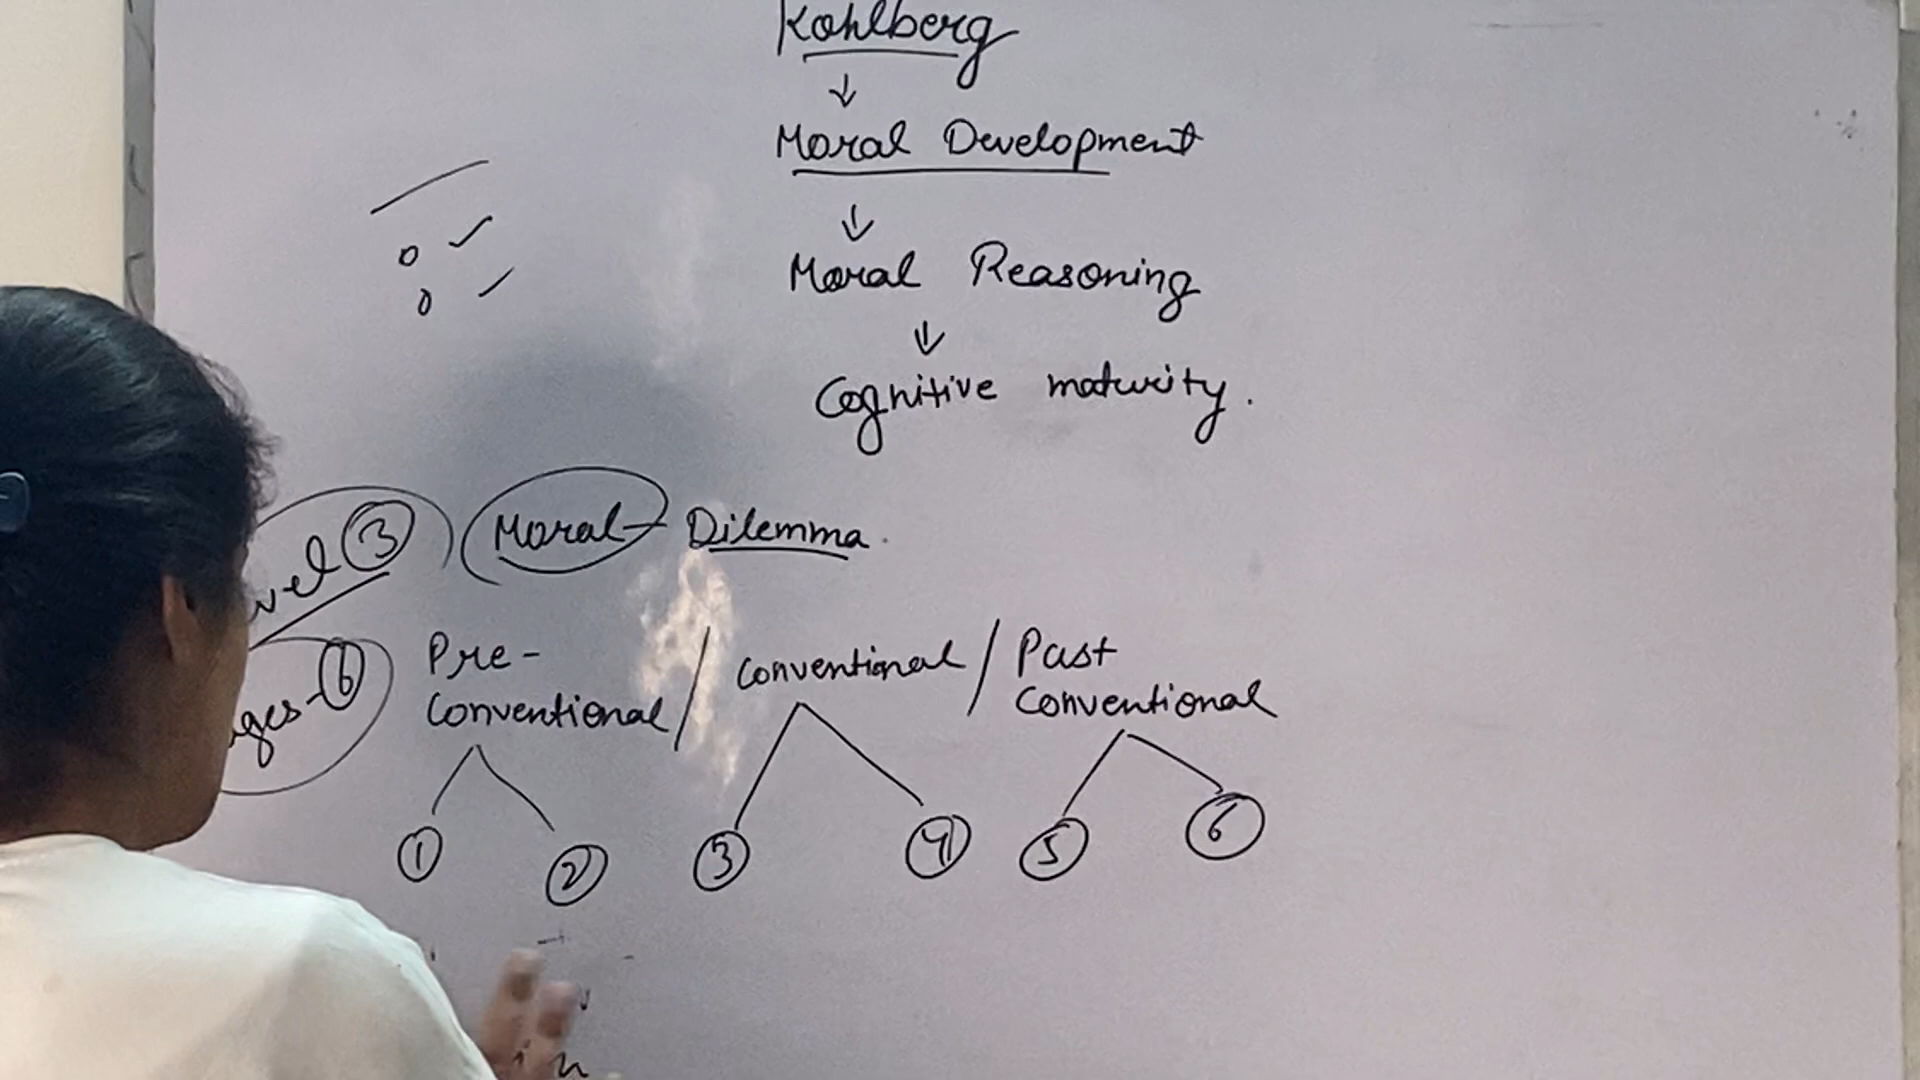 Kohlberg
Moral Development
Moral Reasoning
Cognitive maturity.
vel ③
Moral Dilemma.
ges-⑥
Pre-
Conventional / Conventional / Past
Conventional
① ② ③ ④ ⑤ ⑥